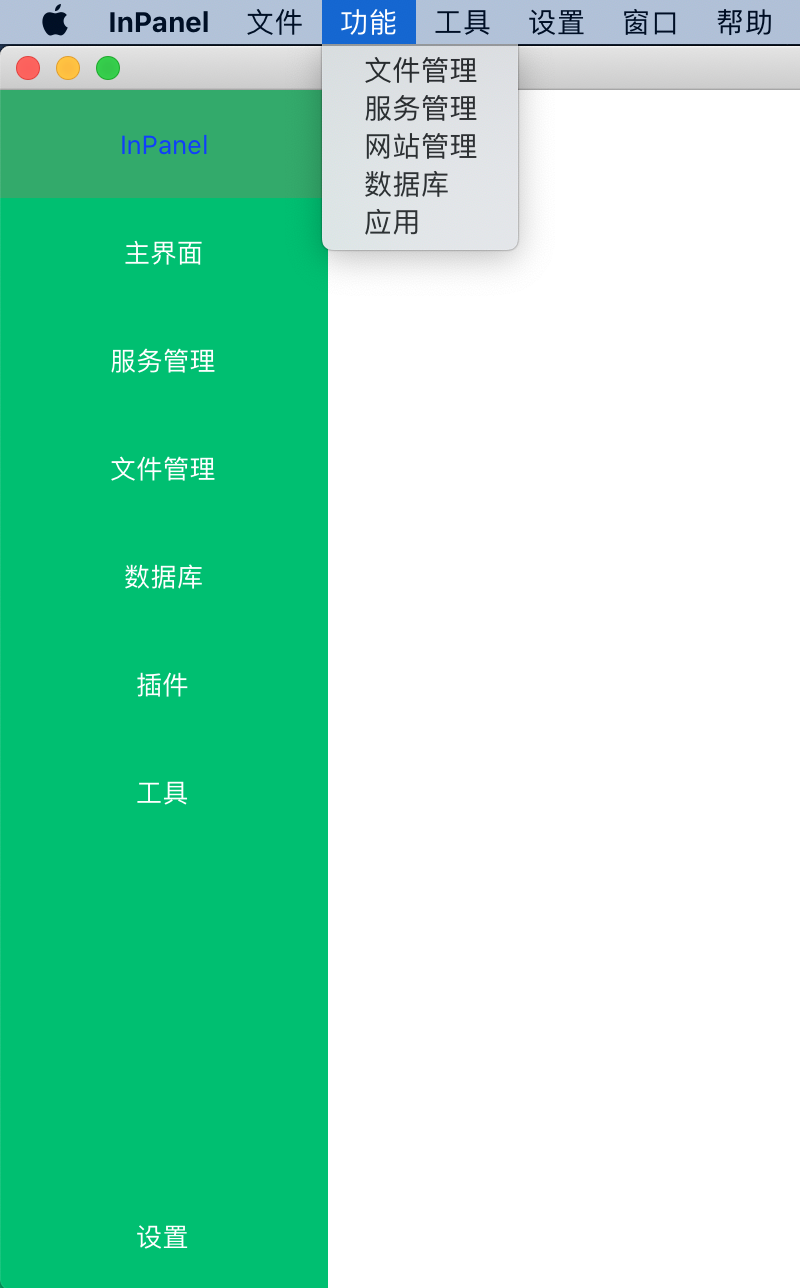 InPanel 文件 功能 工具 设置 窗口 帮助
文件管理
服务管理
网站管理
数据库
应用
InPanel
主界面
服务管理
文件管理
数据库
插件
工具
设置